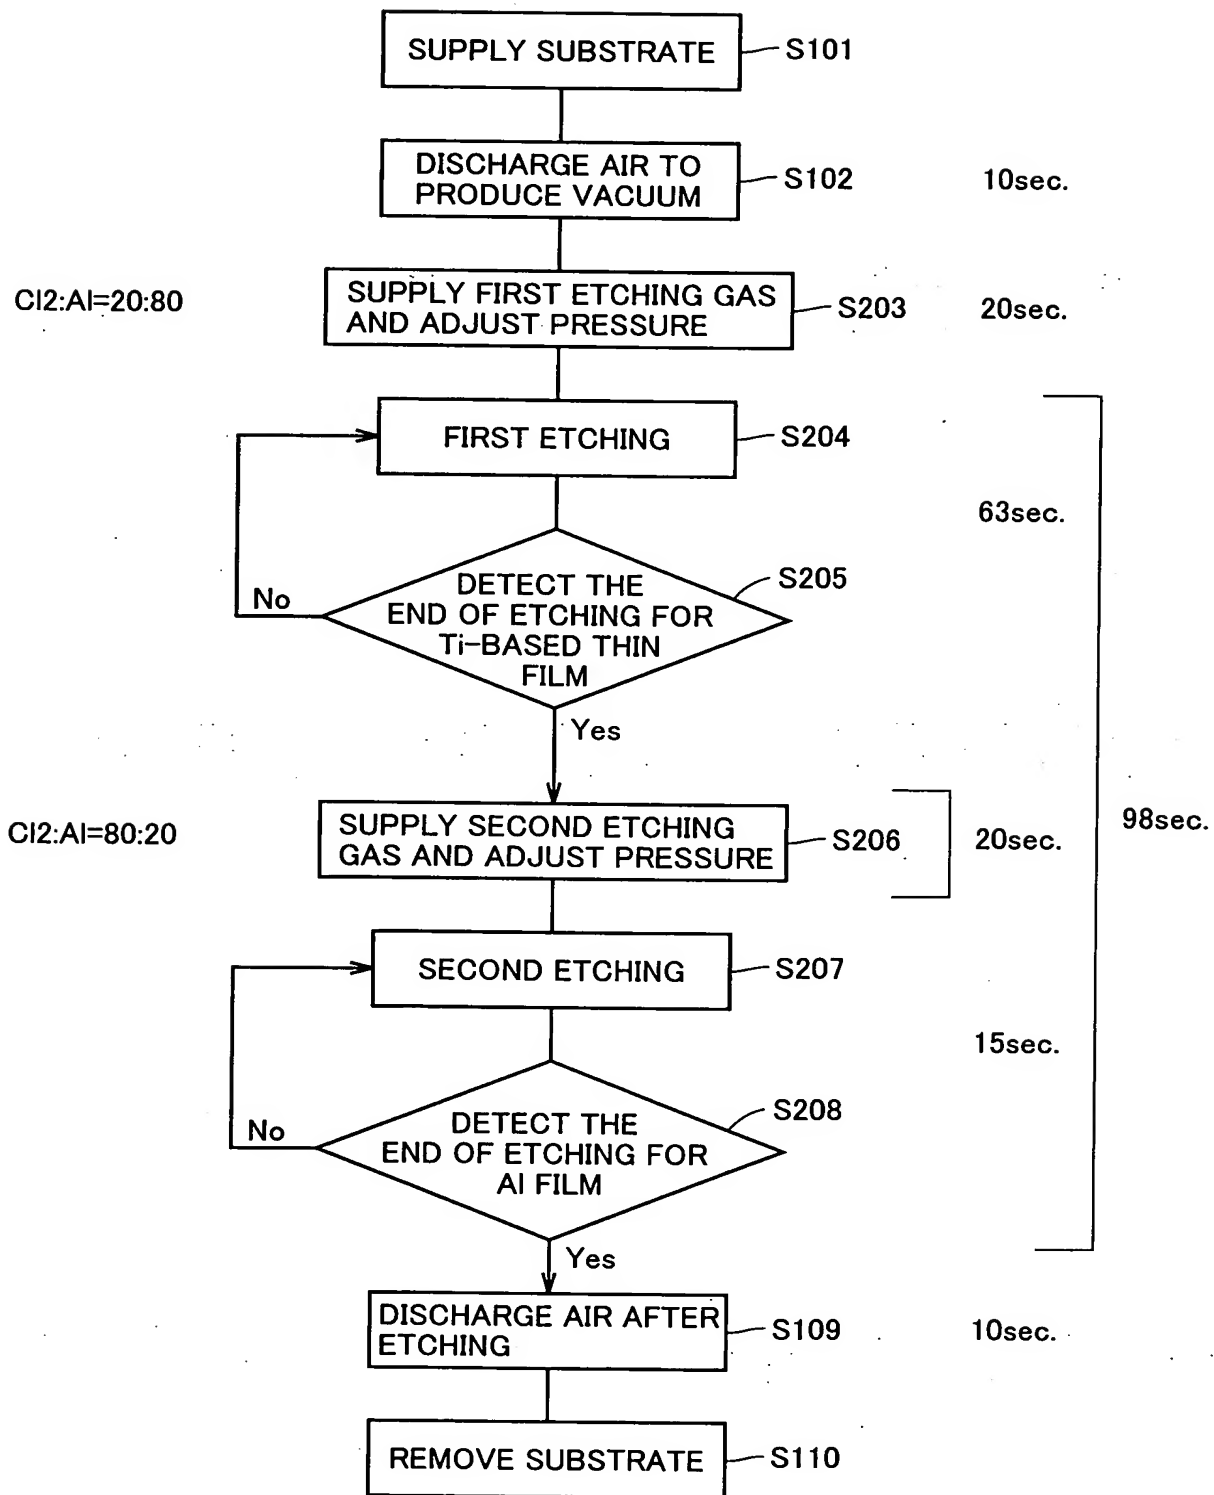 SUPPLY SUBSTRATE
S101
DISCHARGE AIR TO
PRODUCE VACUUM
S102
10sec.
Cl2:Al=20:80
SUPPLY FIRST ETCHING GAS
AND ADJUST PRESSURE
S203
20sec.
FIRST ETCHING
S204
63sec.
DETECT THE
END OF ETCHING FOR
Ti-BASED THIN
FILM
S205
No
Yes
Cl2:Al=80:20
SUPPLY SECOND ETCHING
GAS AND ADJUST PRESSURE
S206
20sec.
98sec.
SECOND ETCHING
S207
15sec.
DETECT THE
END OF ETCHING FOR
Al FILM
S208
No
Yes
DISCHARGE AIR AFTER
ETCHING
S109
10sec.
REMOVE SUBSTRATE
S110